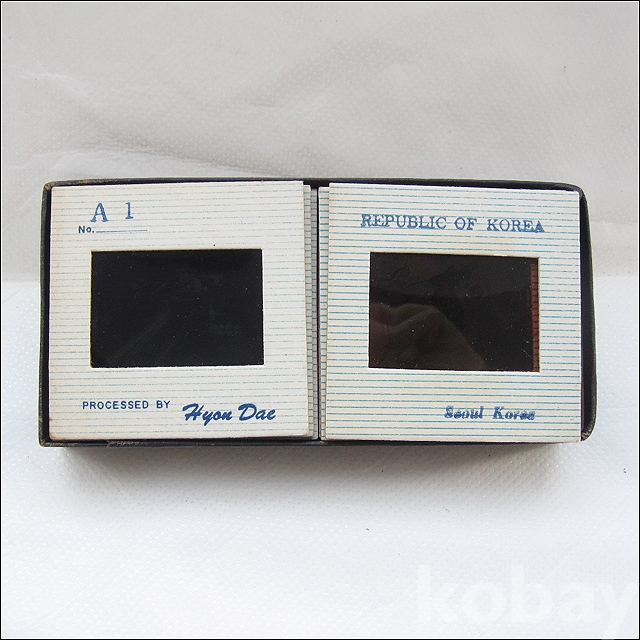 A 1
No.
PROCESSED BY Hyon Dae
REPUBLIC OF KOREA
Seoul Korea
kobay